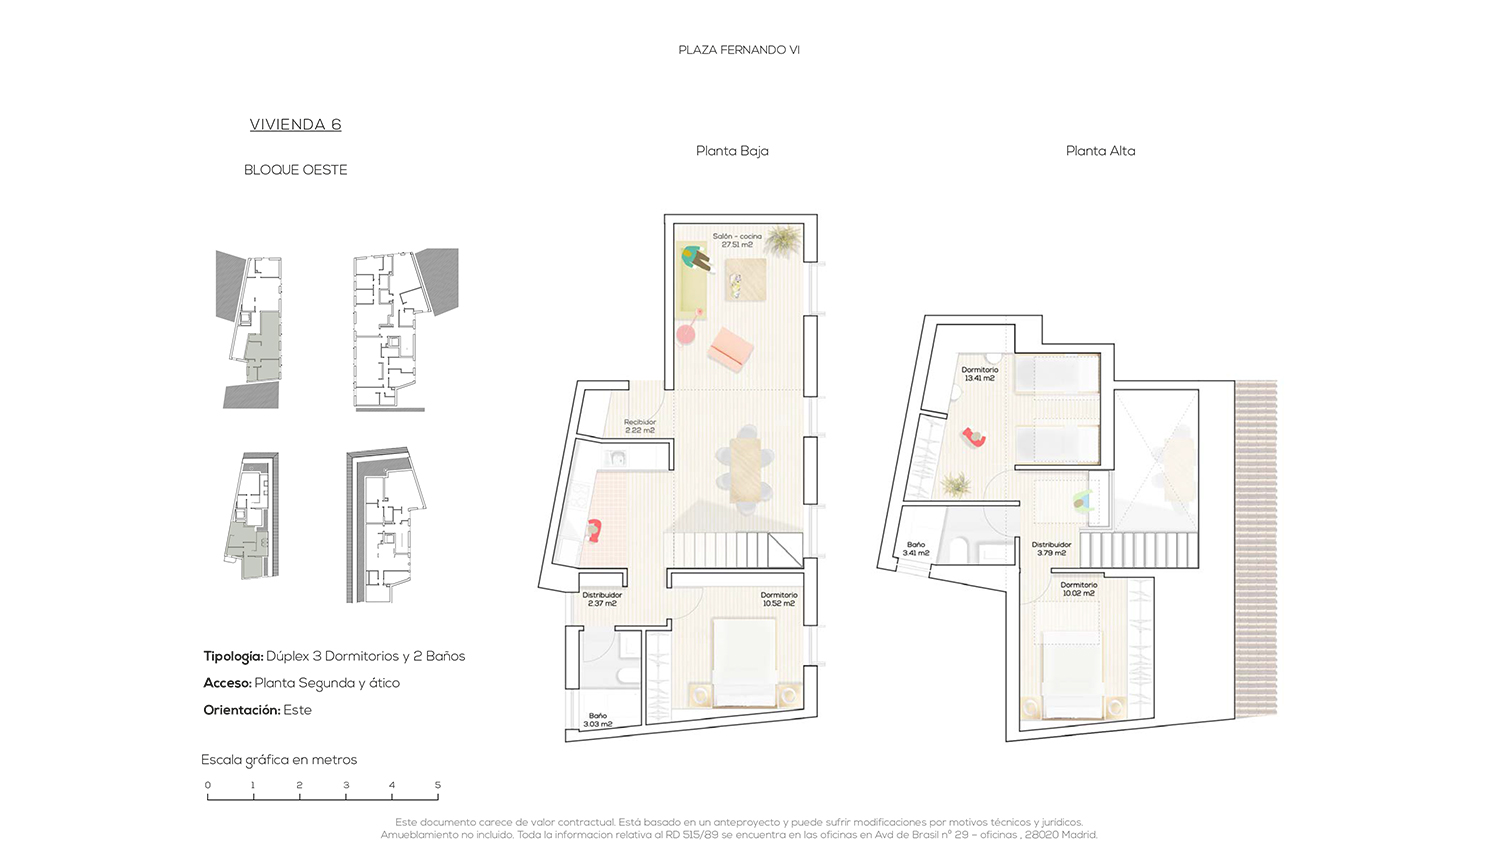 PLAZA FERNANDO VI
VIVIENDA 6
BLOQUE OESTE
Planta Baja
Planta Alta
Salón - cocina
27.51 m2
Recibidor
2.22 m2
Distribuidor
2.37 m2
Dormitorio
10.52 m2
Baño
3.03 m2
Dormitorio
13.41 m2
Baño
3.41 m2
Distribuidor
3.79 m2
Dormitorio
10.02 m2
Tipología: Dúplex 3 Dormitorios y 2 Baños
Acceso: Planta Segunda y ático
Orientación: Este
Escala gráfica en metros
0 1 2 3 4 5
Este documento carece de valor contractual. Está basado en un anteproyecto y puede sufrir modificaciones por motivos técnicos y jurídicos.
Amueblamiento no incluido. Toda la informacion relativa al RD 515/89 se encuentra en las oficinas en Avd de Brasil nº 29 – oficinas , 28020 Madrid.